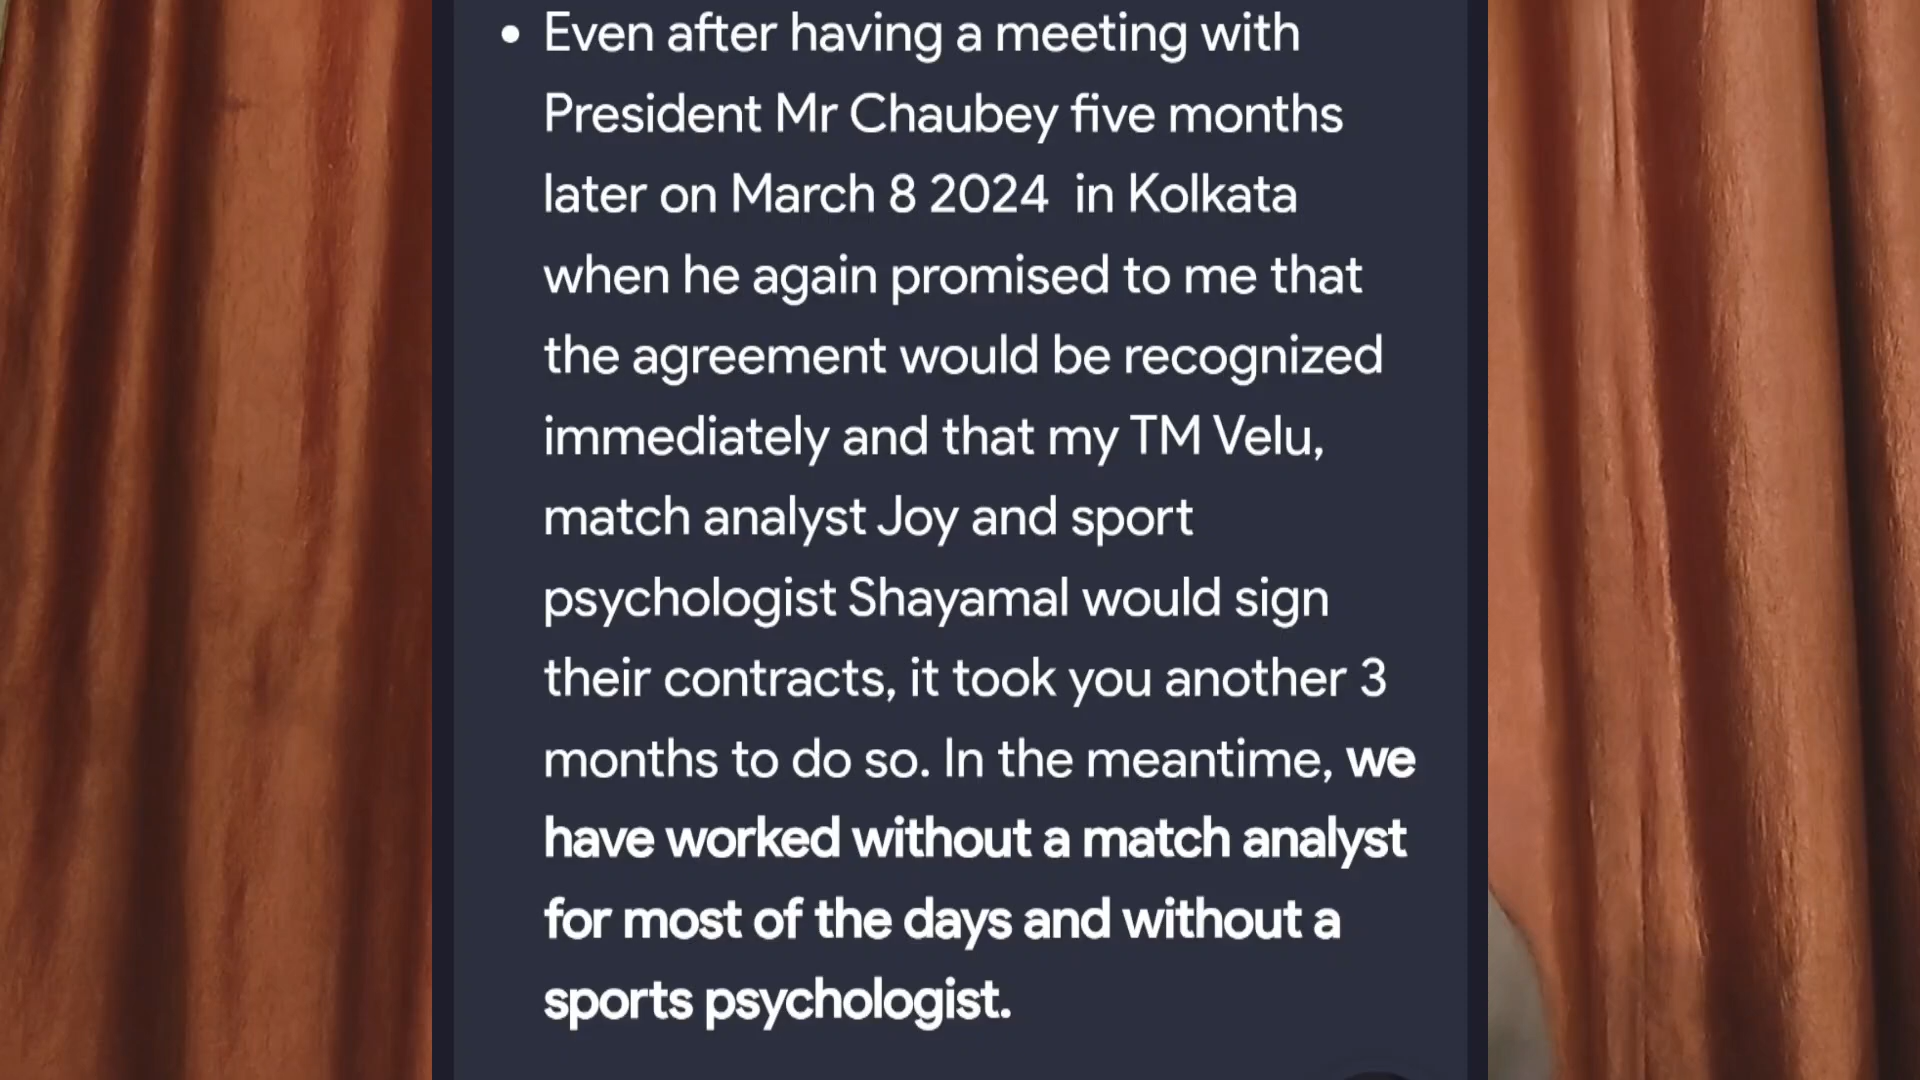 • Even after having a meeting with
President Mr Chaubey five months
later on March 8 2024  in Kolkata
when he again promised to me that
the agreement would be recognized
immediately and that my TM Velu,
match analyst Joy and sport
psychologist Shayamal would sign
their contracts, it took you another 3
months to do so. In the meantime, we
have worked without a match analyst
for most of the days and without a
sports psychologist.